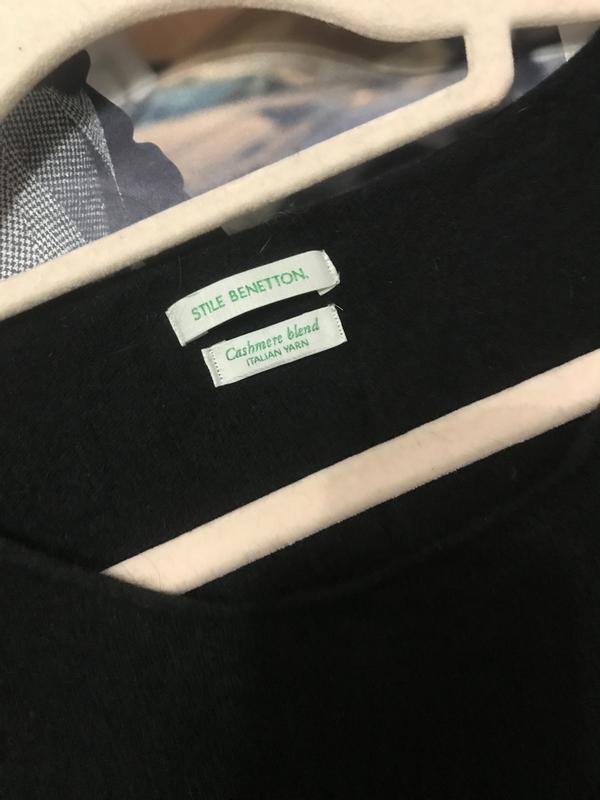 STILE BENETTON.
Cashmere blend
ITALIAN YARN